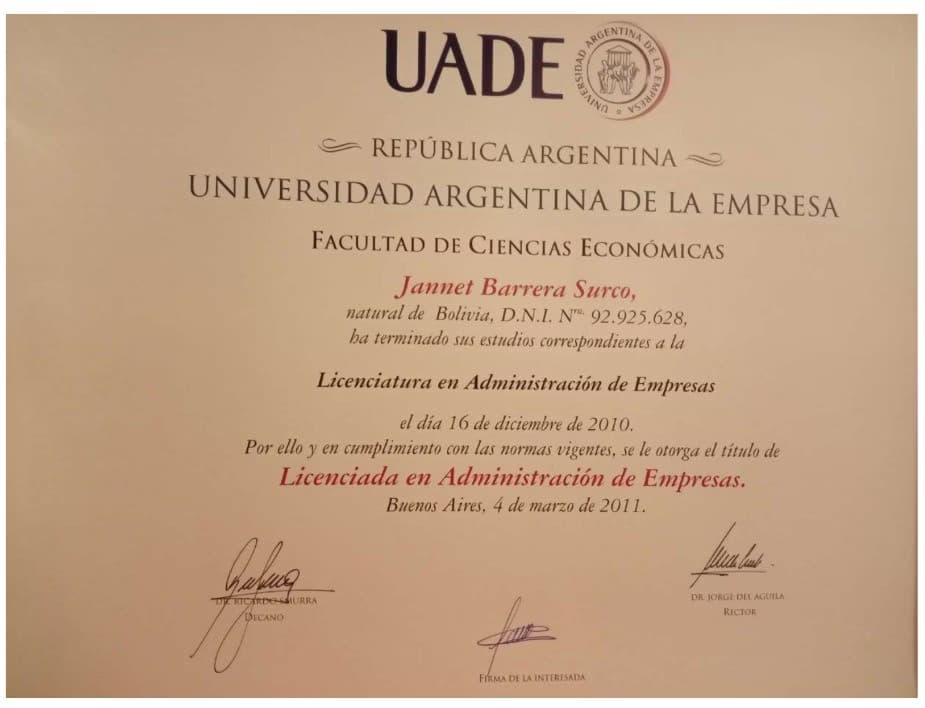 UADE
UNIVERSIDAD ARGENTINA DE LA EMPRESA
REPÚBLICA ARGENTINA
UNIVERSIDAD ARGENTINA DE LA EMPRESA
FACULTAD DE CIENCIAS ECONÓMICAS
Jannet Barrera Surco,
natural de Bolivia, D.N.I. Nro. 92.925.628,
ha terminado sus estudios correspondientes a la
Licenciatura en Administración de Empresas
el día 16 de diciembre de 2010.
Por ello y en cumplimiento con las normas vigentes, se le otorga el título de
Licenciada en Administración de Empresas.
Buenos Aires, 4 de marzo de 2011.
DR. RICARDO SMURRA
DECANO
DR. JORGE DEL AGUILA
RECTOR
FIRMA DE LA INTERESADA